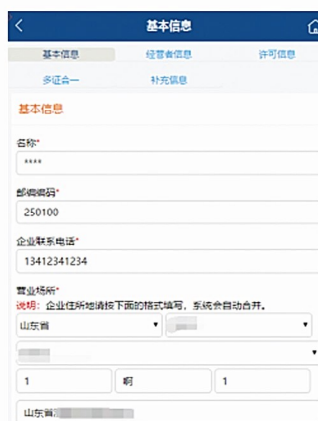 基本信息
基本信息 经营者信息 许可信息
多证合一 补充信息
基本信息
名称*
****
邮编编码*
250100
企业联系电话*
13412341234
营业场所*
说明：企业住所地请按下面的格式填写，系统会自动合并。
山东省
1 啊 1
山东省